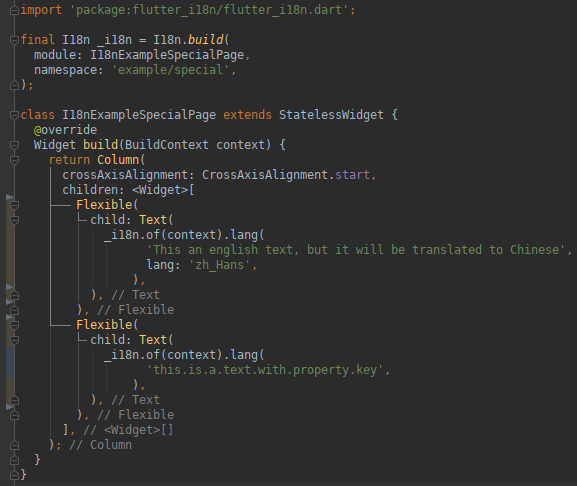 import 'package:flutter_i18n/flutter_i18n.dart';
final I18n _i18n = I18n.build(
module: I18nExampleSpecialPage,
namespace: 'example/special',
);
class I18nExampleSpecialPage extends StatelessWidget {
@override
Widget build(BuildContext context) {
return Column(
crossAxisAlignment: CrossAxisAlignment.start,
children: <Widget>[
Flexible(
child: Text(
_i18n.of(context).lang(
'This an english text, but it will be translated to Chinese',
lang: 'zh_Hans',
),
), // Text
), // Flexible
Flexible(
child: Text(
_i18n.of(context).lang(
'this.is.a.text.with.property.key',
),
), // Text
), // Flexible
], // <Widget>[]
); // Column
}
}